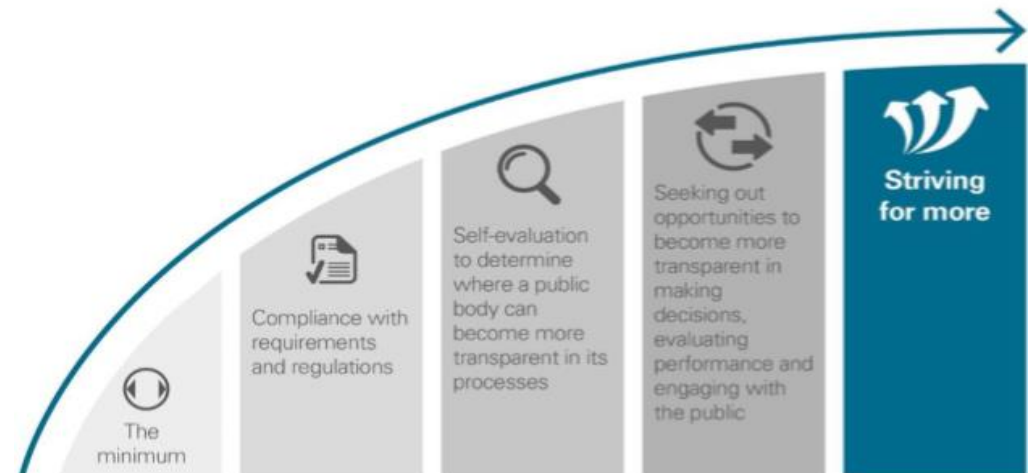 The
minimum
Compliance with
requirements
and regulations
Self-evaluation
to determine
where a public
body can
become more
transparent in its
processes
Seeking out
opportunities to
become more
transparent in
making
decisions,
evaluating
performance and
engaging with
the public
Striving
for more